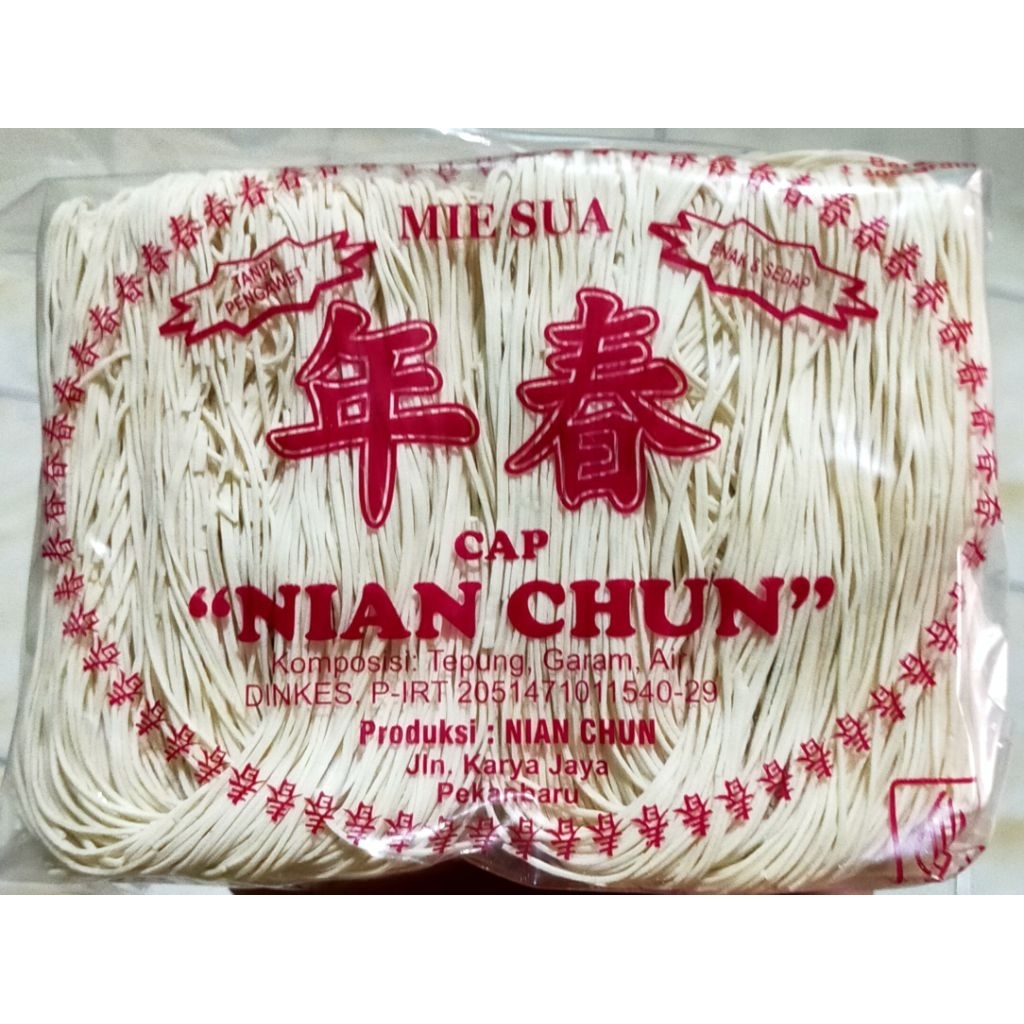 MIE SUA
TANPA PENGAWET
ENAK & SEDAP
年春
CAP
“NIAN CHUN”
Komposisi: Tepung, Garam, Air,
DINKES. P-IRT 2051471011540-29
Produksi : NIAN CHUN
Jln. Karya Jaya
Pekanbaru